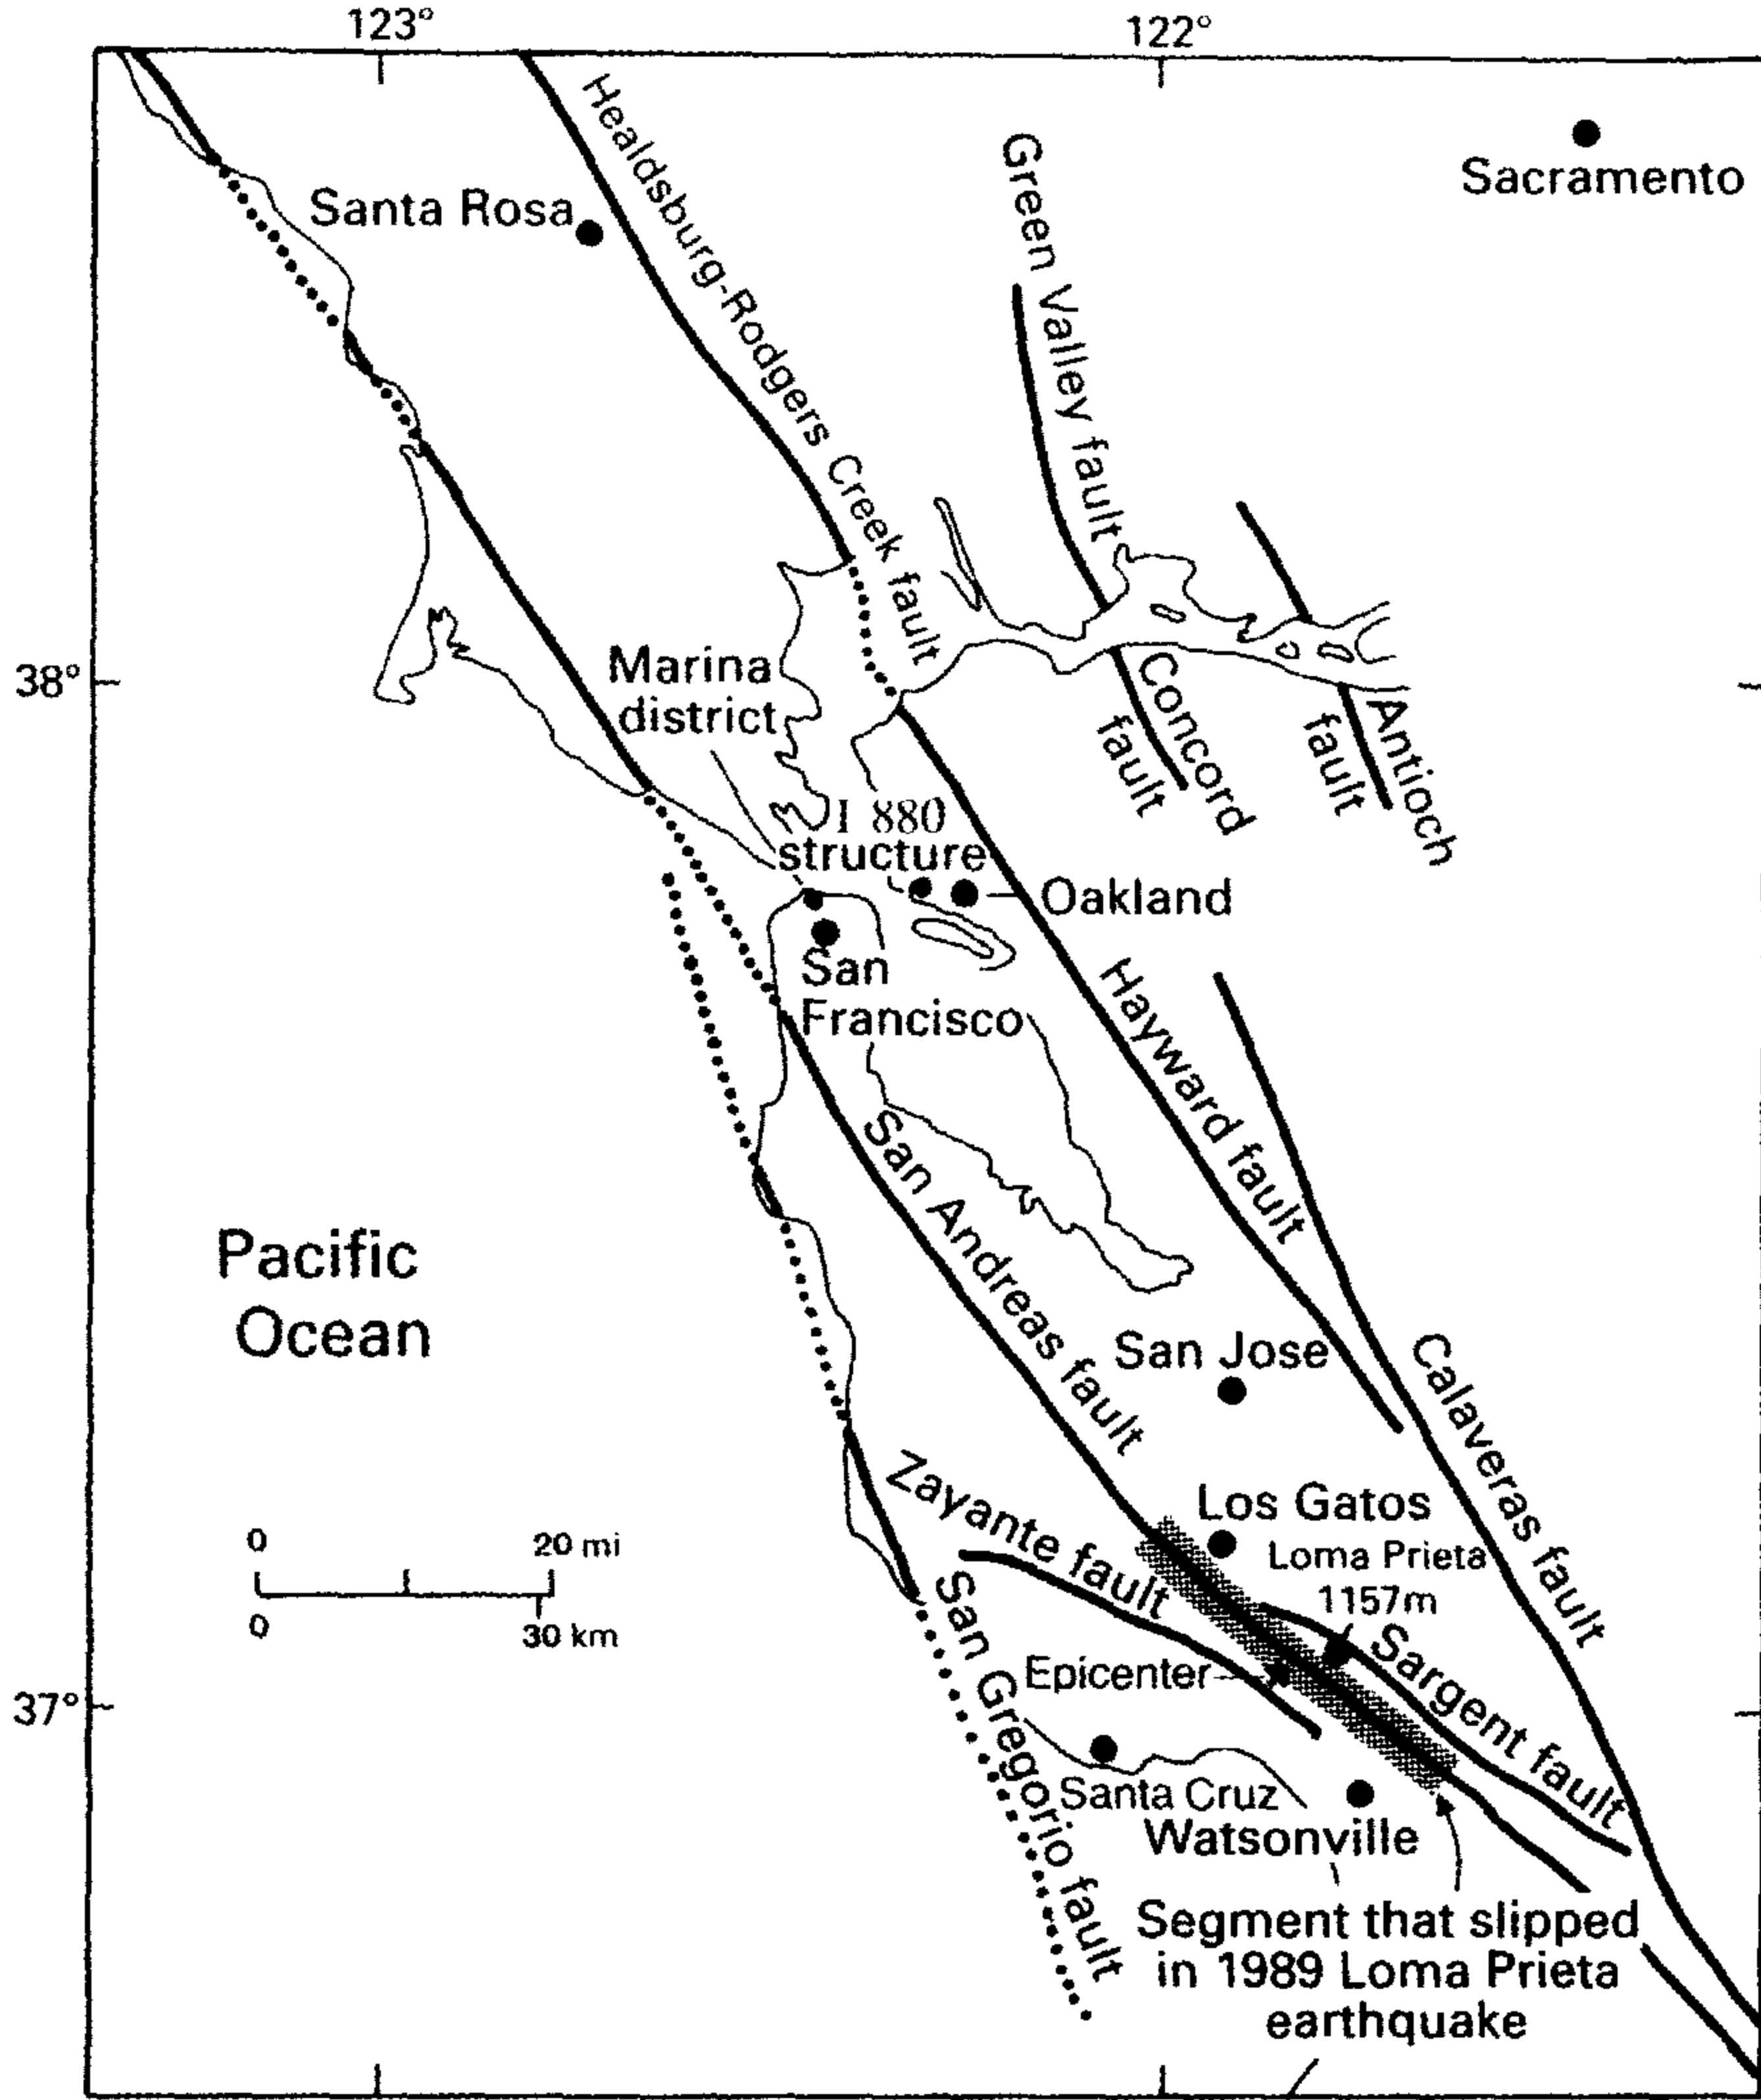 123°
122°
Sacramento
Santa Rosa
Healdsburg-Rodgers Creek fault
Green Valley fault
38°
Marina
district
Concord
fault
Antioch
fault
I 880
structure
Oakland
San
Francisco
Hayward fault
San Andreas fault
Pacific
Ocean
San Jose
Calaveras fault
Zayante fault
Los Gatos
Loma Prieta
1157m
0
20 mi
0
30 km
San Gregorio fault
Epicenter
Sargent fault
37°
Santa Cruz
Watsonville
Segment that slipped
in 1989 Loma Prieta
earthquake